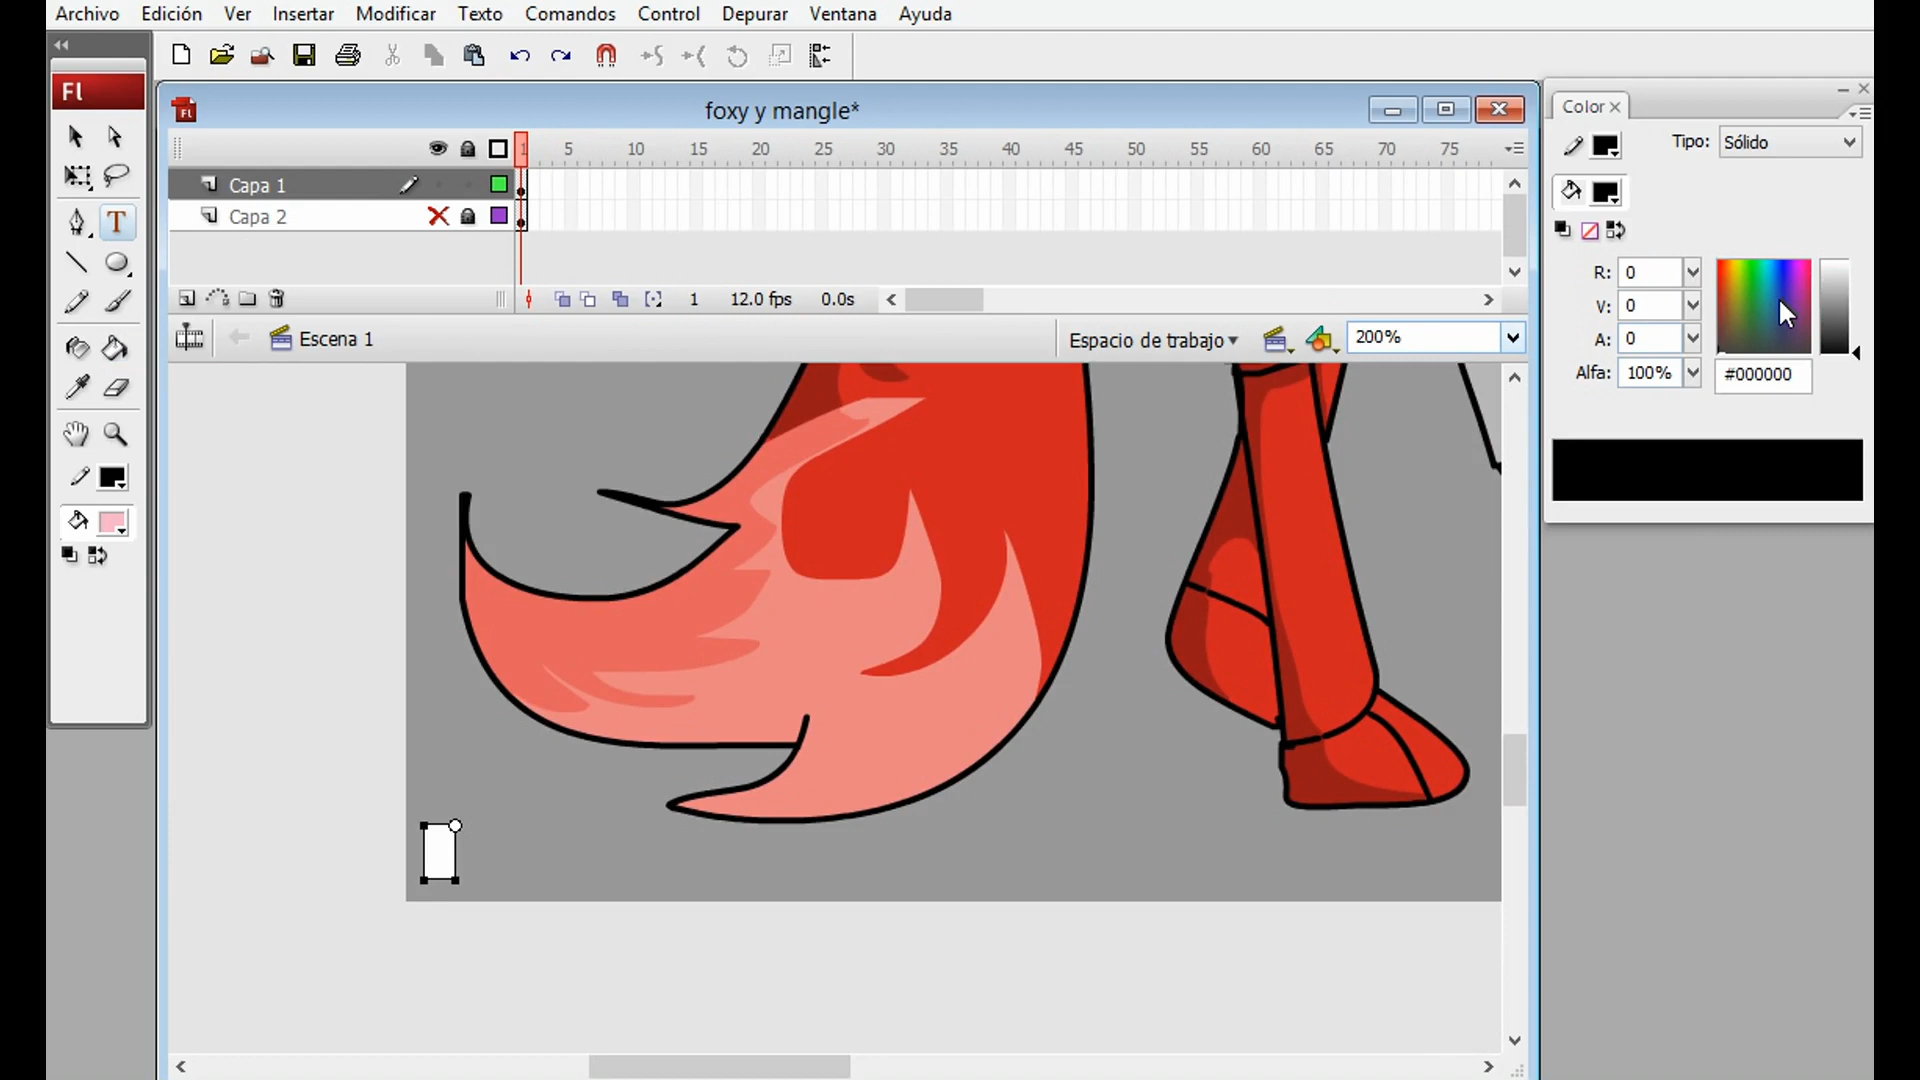 Archivo Edición Ver Insertar Modificar Texto Comandos Control Depurar Ventana Ayuda
Fl
foxy y mangle*
1 5 10 15 20 25 30 35 40 45 50 55 60 65 70 75
Capa 1
Capa 2
1 12.0 fps 0.0s
Escena 1
Espacio de trabajo
200%
Color
Tipo: Sólido
R: 0
V: 0
A: 0
Alfa: 100% #000000